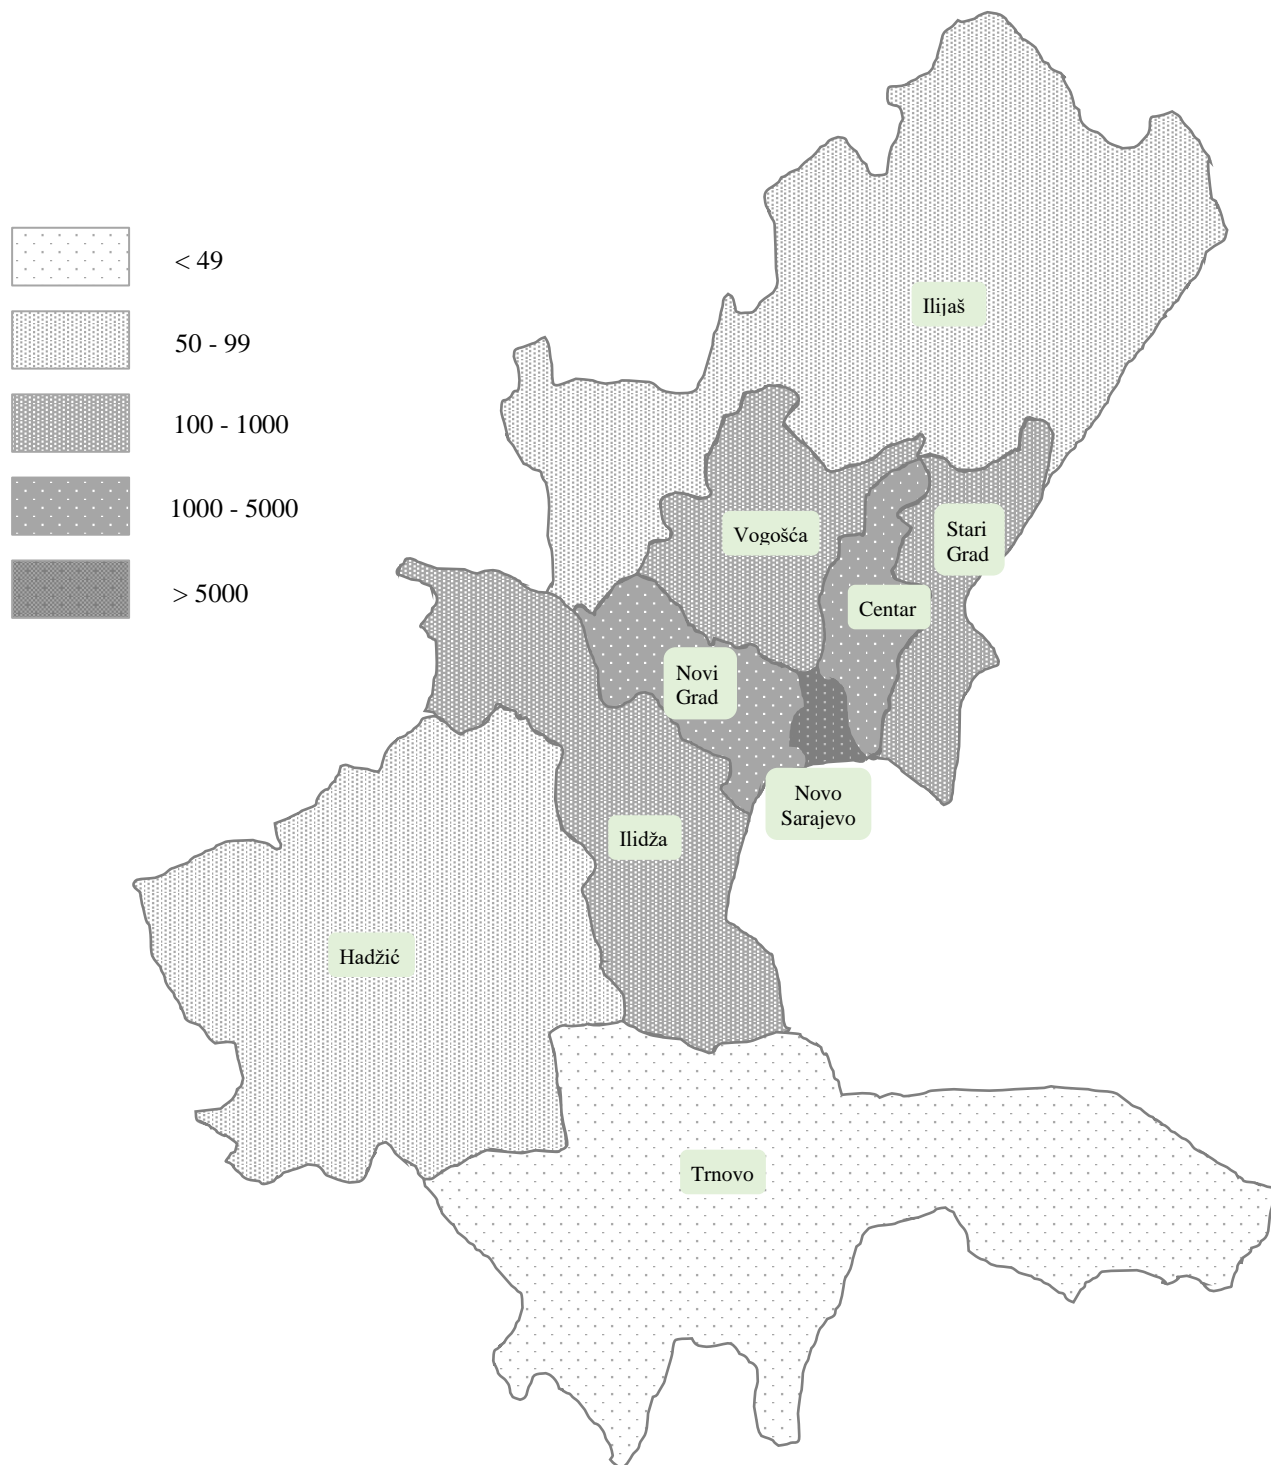 < 49
50 - 99
100 - 1000
1000 - 5000
> 5000
Ilijaš
Vogošća
Stari
Grad
Centar
Novi
Grad
Novo
Sarajevo
Ilidža
Hadžić
Trnovo